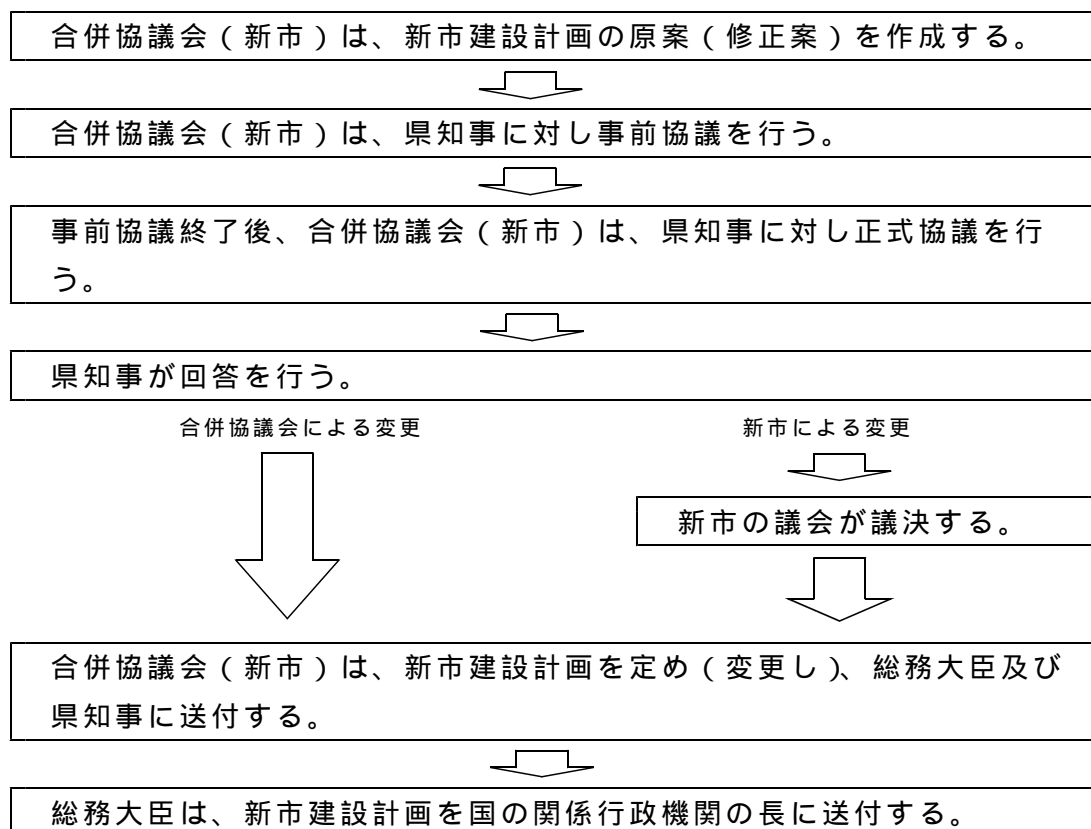 合併協議会（新市）は、新市建設計画の原案（修正案）を作成する。
合併協議会（新市）は、県知事に対し事前協議を行う。
事前協議終了後、合併協議会（新市）は、県知事に対し正式協議を行
う。
県知事が回答を行う。
合併協議会による変更
新市による変更
新市の議会が議決する。
合併協議会（新市）は、新市建設計画を定め（変更し）、総務大臣及び
県知事に送付する。
総務大臣は、新市建設計画を国の関係行政機関の長に送付する。